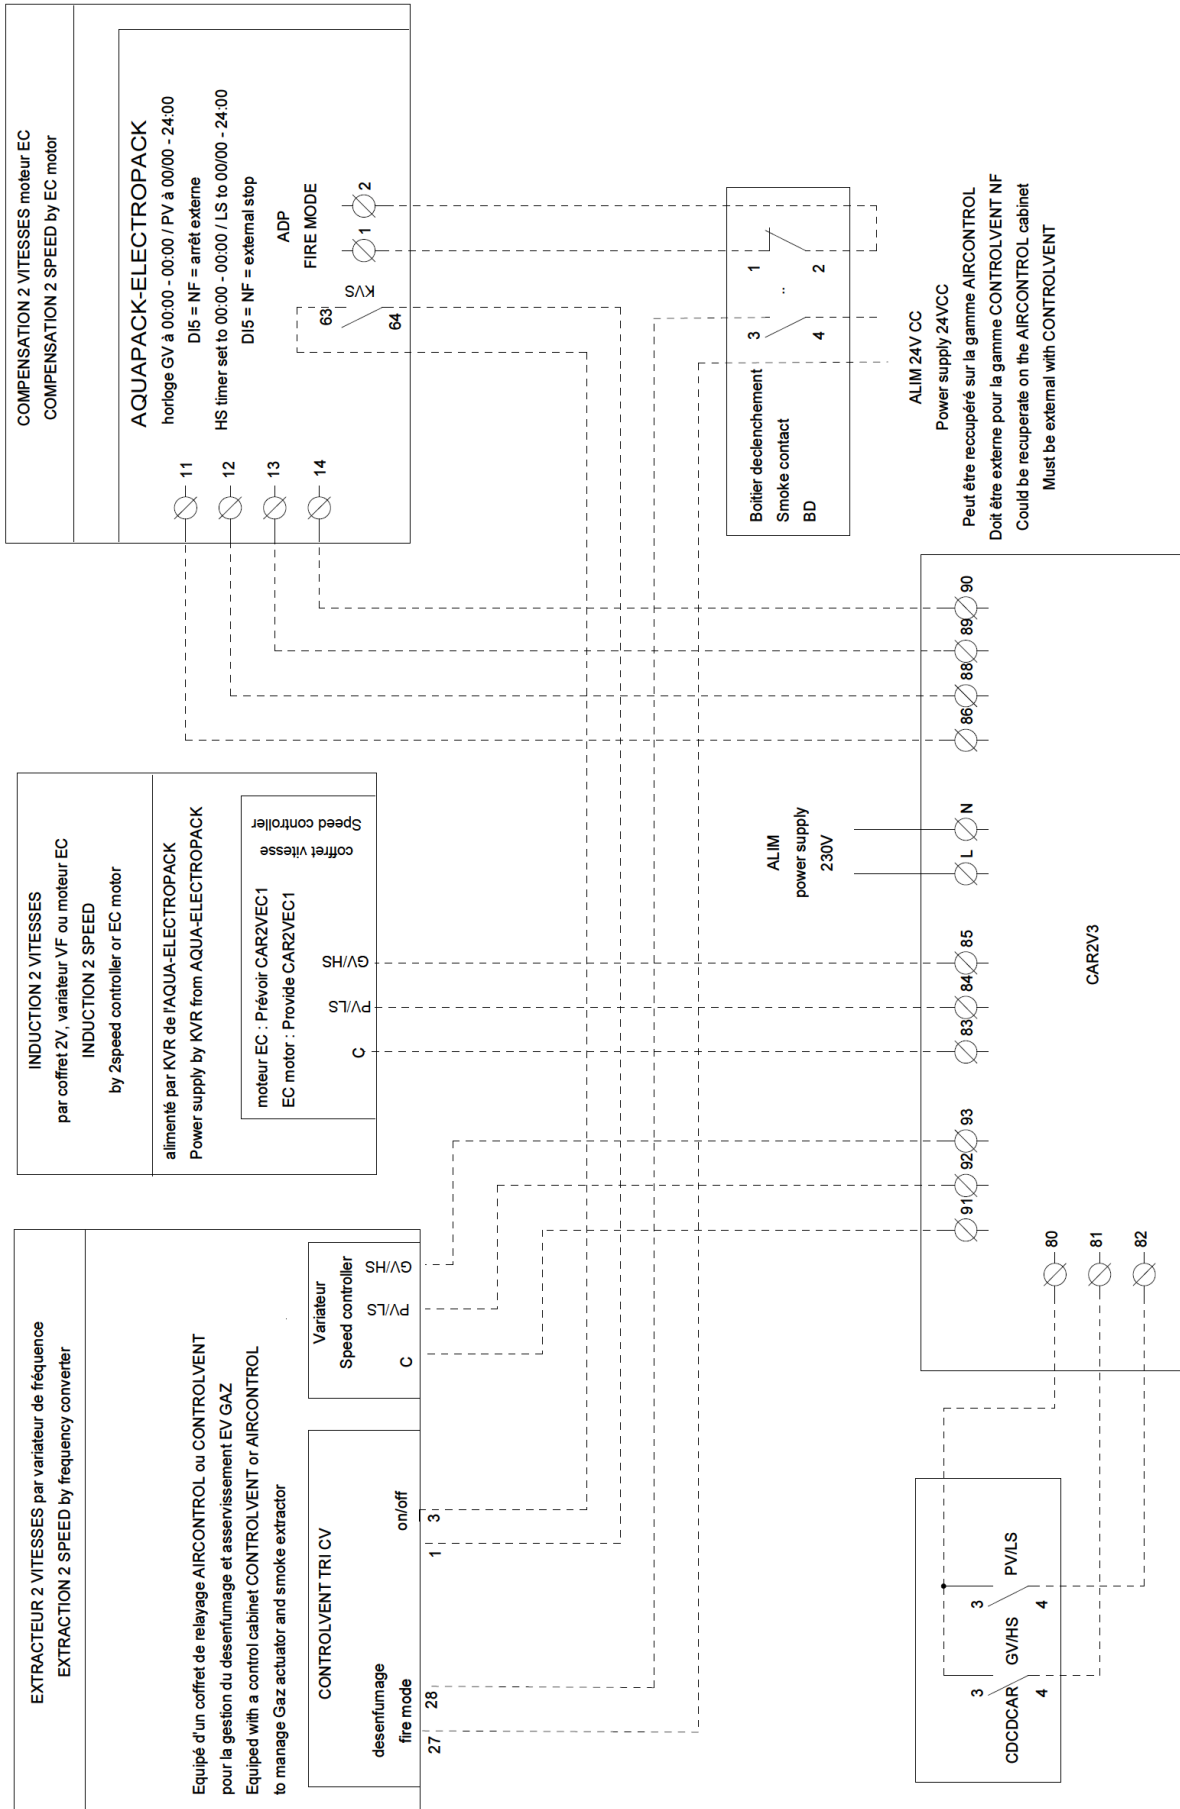 COMPENSATION 2 VITESSES moteur EC
COMPENSATION 2 SPEED by EC motor
AQUAPACK-ELECTROPACK
horloge GV à 00:00 - 00:00 / PV à 00/00 - 24:00
DI5 = NF = arrêt externe
HS timer set to 00:00 - 00:00 / LS to 00/00 - 24:00
DI5 = NF = external stop
ADP
FIRE MODE
1
2
KVS
63
64
11
12
13
14
INDUCTION 2 VITESSES
par coffret 2V, variateur VF ou moteur EC
INDUCTION 2 SPEED
by 2speed controller or EC motor
alimenté par KVR de l'AQUA-ELECTROPACK
Power supply by KVR from AQUA-ELECTROPACK
coffret vitesse
Speed controller
moteur EC : Prévoir CAR2VEC1
EC motor : Provide CAR2VEC1
C
PV/LS
GV/HS
EXTRACTEUR 2 VITESSES par variateur de fréquence
EXTRACTION 2 SPEED by frequency converter
Equipé d'un coffret de relayage AIRCONTROL ou CONTROLVENT
pour la gestion du desenfumage et asservissement EV GAZ
Equiped with a control cabinet CONTROLVENT or AIRCONTROL
to manage Gaz actuator and smoke extractor
CONTROLVENT TRI CV
desenfumage
fire mode
27
28
on/off
1
3
Variateur
Speed controller
C
PV/LS
GV/HS
Boitier declenchement
Smoke contact
BD
3
4
..
1
2
ALIM 24V CC
Power supply 24VCC
Peut être reccupéré sur la gamme AIRCONTROL
Doit être externe pour la gamme CONTROLVENT NF
Could be recuperate on the AIRCONTROL cabinet
Must be external with CONTROLVENT
ALIM
power supply
230V
80
81
82
91
92
93
83
84
85
L
N
86
88
89
90
CAR2V3
CDCDCAR
GV/HS
PV/LS
3
4
3
4